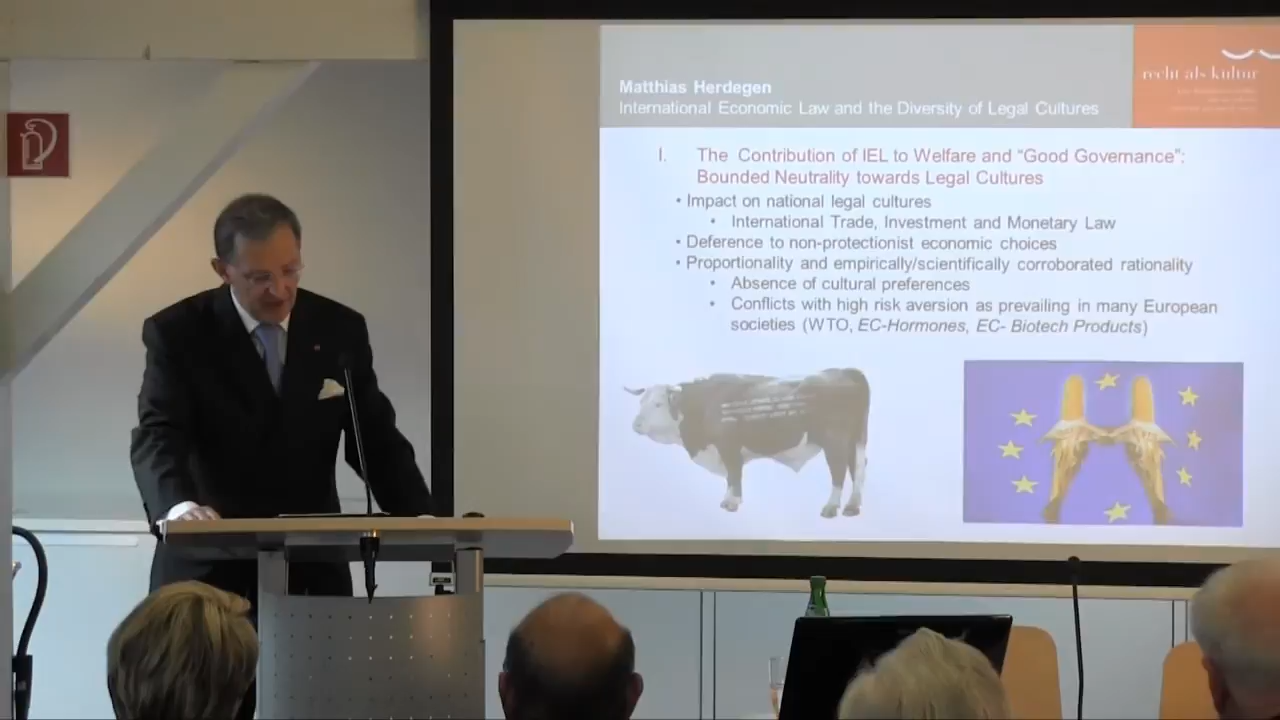 Matthias Herdegen
International Economic Law and the Diversity of Legal Cultures
recht als kultur
I. The Contribution of IEL to Welfare and “Good Governance”:
Bounded Neutrality towards Legal Cultures
• Impact on national legal cultures
• International Trade, Investment and Monetary Law
• Deference to non-protectionist economic choices
• Proportionality and empirically/scientifically corroborated rationality
• Absence of cultural preferences
• Conflicts with high risk aversion as prevailing in many European
societies (WTO, EC-Hormones, EC- Biotech Products)